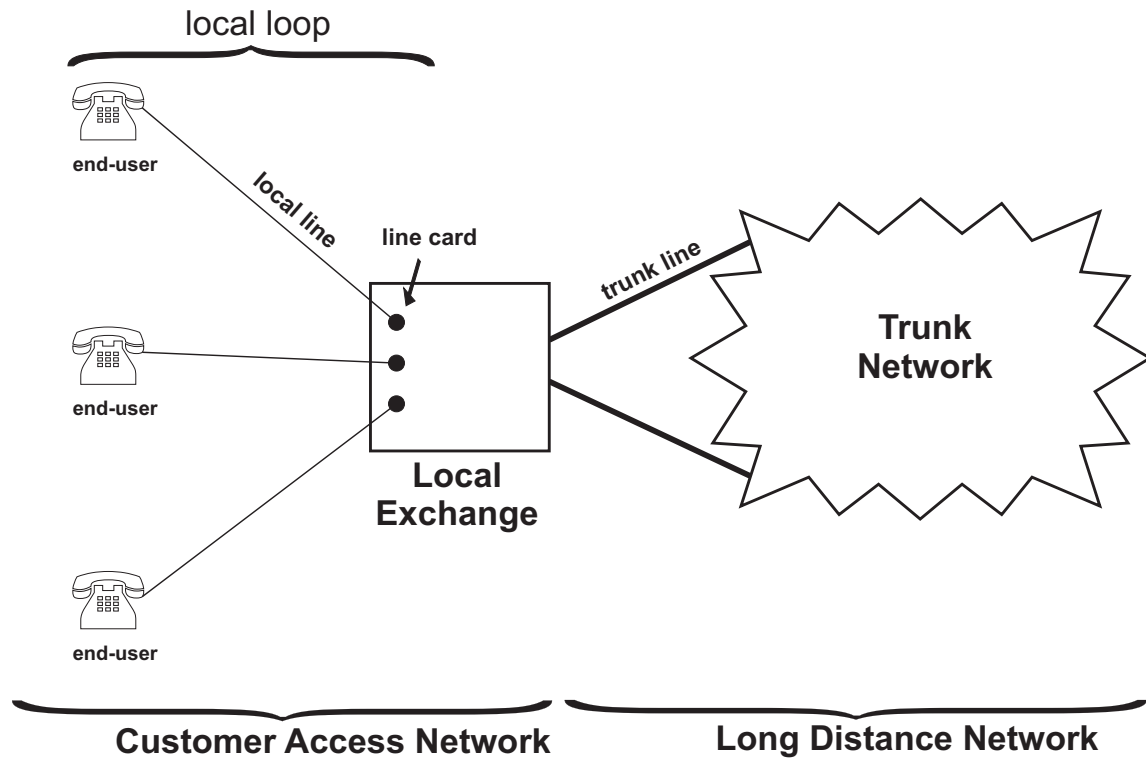 local loop
end-user
local line
line card
trunk line
Trunk
Network
end-user
Local
Exchange
end-user
Customer Access Network
Long Distance Network